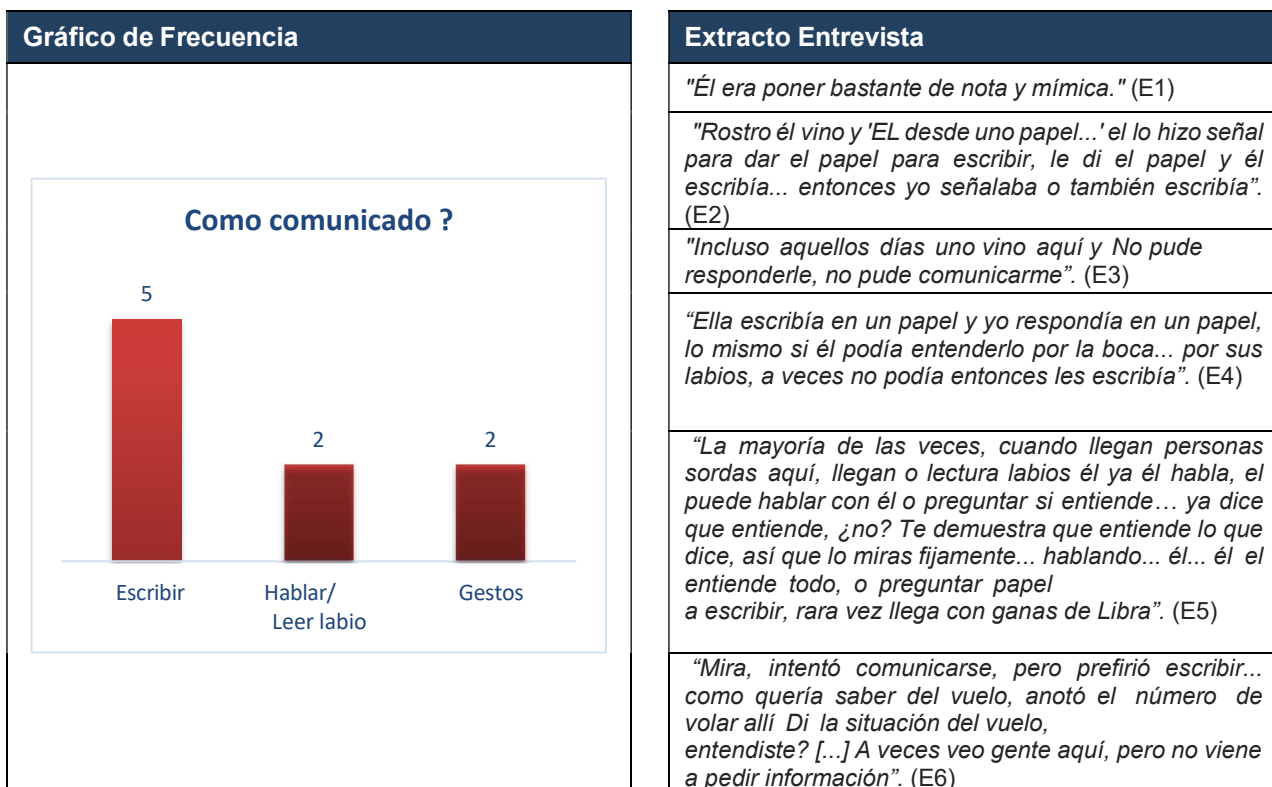 Gráfico de Frecuencia
Como comunicado ?
5
2
2
Escribir
Hablar/
Leer labio
Gestos
Extracto Entrevista
"Él era poner bastante de nota y mímica." (E1)
"Rostro él vino y 'EL desde uno papel...' el lo hizo señal
para dar el papel para escribir, le di el papel y él
escribía... entonces yo señalaba o también escribía”.
(E2)
"Incluso aquellos días uno vino aquí y No pude
responderle, no pude comunicarme”. (E3)
“Ella escribía en un papel y yo respondía en un papel,
lo mismo si él podía entenderlo por la boca... por sus
labios, a veces no podía entonces les escribía”. (E4)
“La mayoría de las veces, cuando llegan personas
sordas aquí, llegan o lectura labios él ya él habla, el
puede hablar con él o preguntar si entiende… ya dice
que entiende, ¿no? Te demuestra que entiende lo que
dice, así que lo miras fijamente... hablando... él... él el
entiende todo, o preguntar papel
a escribir, rara vez llega con ganas de Libra”. (E5)
“Mira, intentó comunicarse, pero prefirió escribir...
como quería saber del vuelo, anotó el número de
volar allí Di la situación del vuelo,
entendiste? [...] A veces veo gente aquí, pero no viene
a pedir información”. (E6)